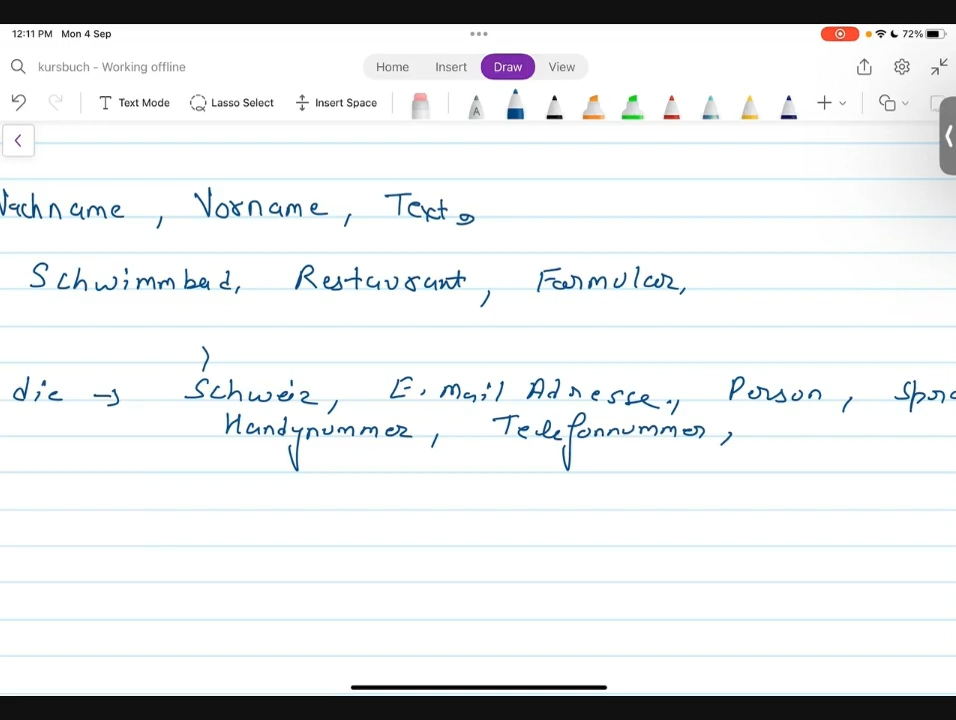 12:11 PM Mon 4 Sep
72%
kursbuch - Working offline
Home Insert Draw View
Text Mode Lasso Select Insert Space
A
Nachname, Vorname, Text,
Schwimmbad, Restaurant, Formular,
die → Schweiz, E.mail Adresse, Person,
Handynummer, Telefonnummer,